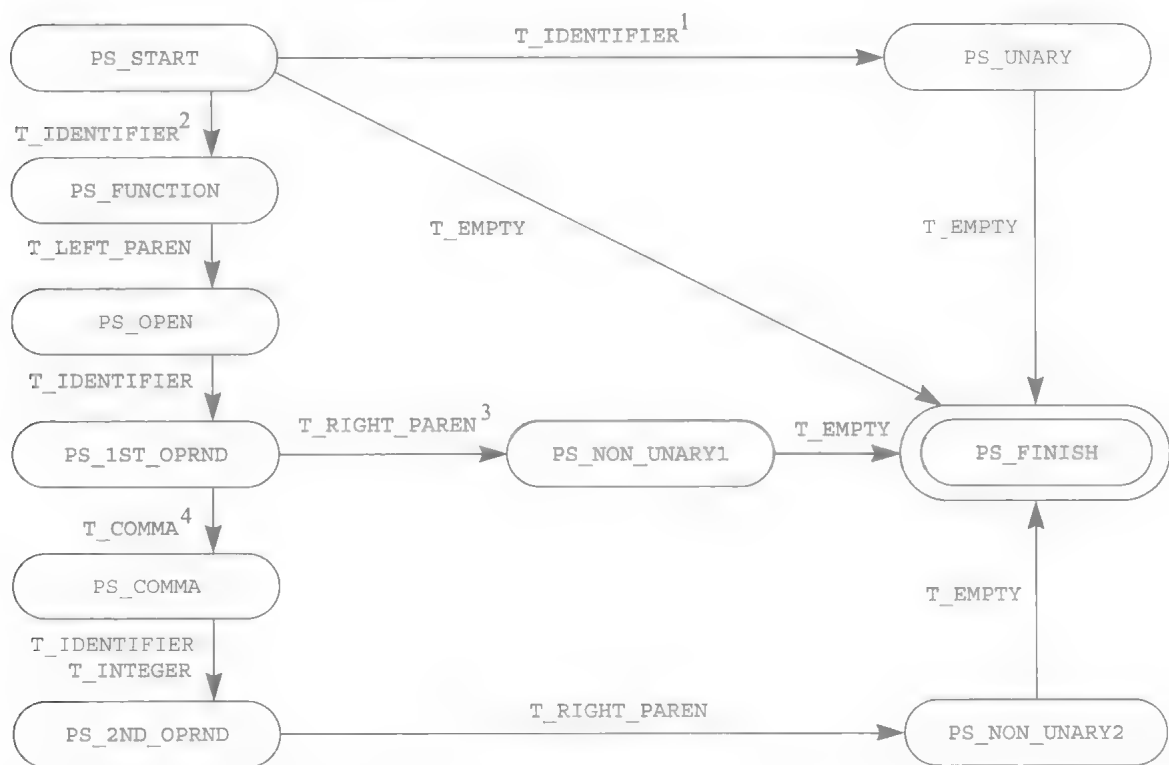 T_IDENTIFIER1
PS_START
PS_UNARY
T_IDENTIFIER2
PS_FUNCTION
T_EMPTY
T_EMPTY
T_LEFT_PAREN
PS_OPEN
T_IDENTIFIER
T_RIGHT_PAREN3
T_EMPTY
PS_1ST_OPRND
PS_NON_UNARY1
PS_FINISH
T_COMMA4
PS_COMMA
T_EMPTY
T_IDENTIFIER
T_INTEGER
T_RIGHT_PAREN
PS_2ND_OPRND
PS_NON_UNARY2